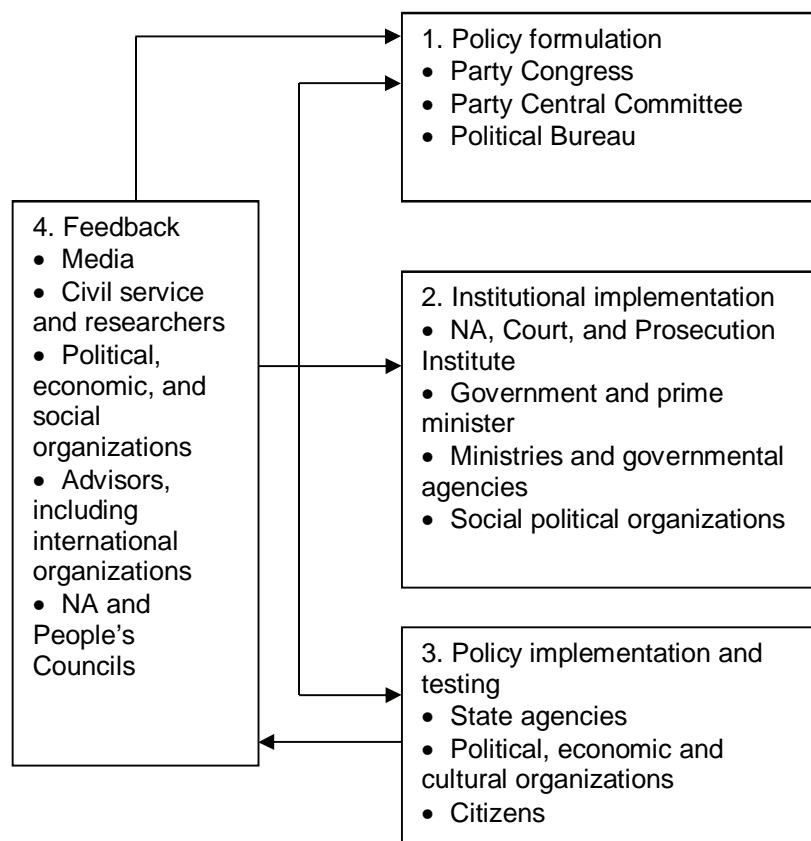 1. Policy formulation
• Party Congress
• Party Central Committee
• Political Bureau
4. Feedback
• Media
• Civil service
and researchers
• Political,
economic, and
social
organizations
• Advisors,
including
international
organizations
• NA and
People’s
Councils
2. Institutional implementation
• NA, Court, and Prosecution
Institute
• Government and prime
minister
• Ministries and governmental
agencies
• Social political organizations
3. Policy implementation and
testing
• State agencies
• Political, economic and
cultural organizations
• Citizens